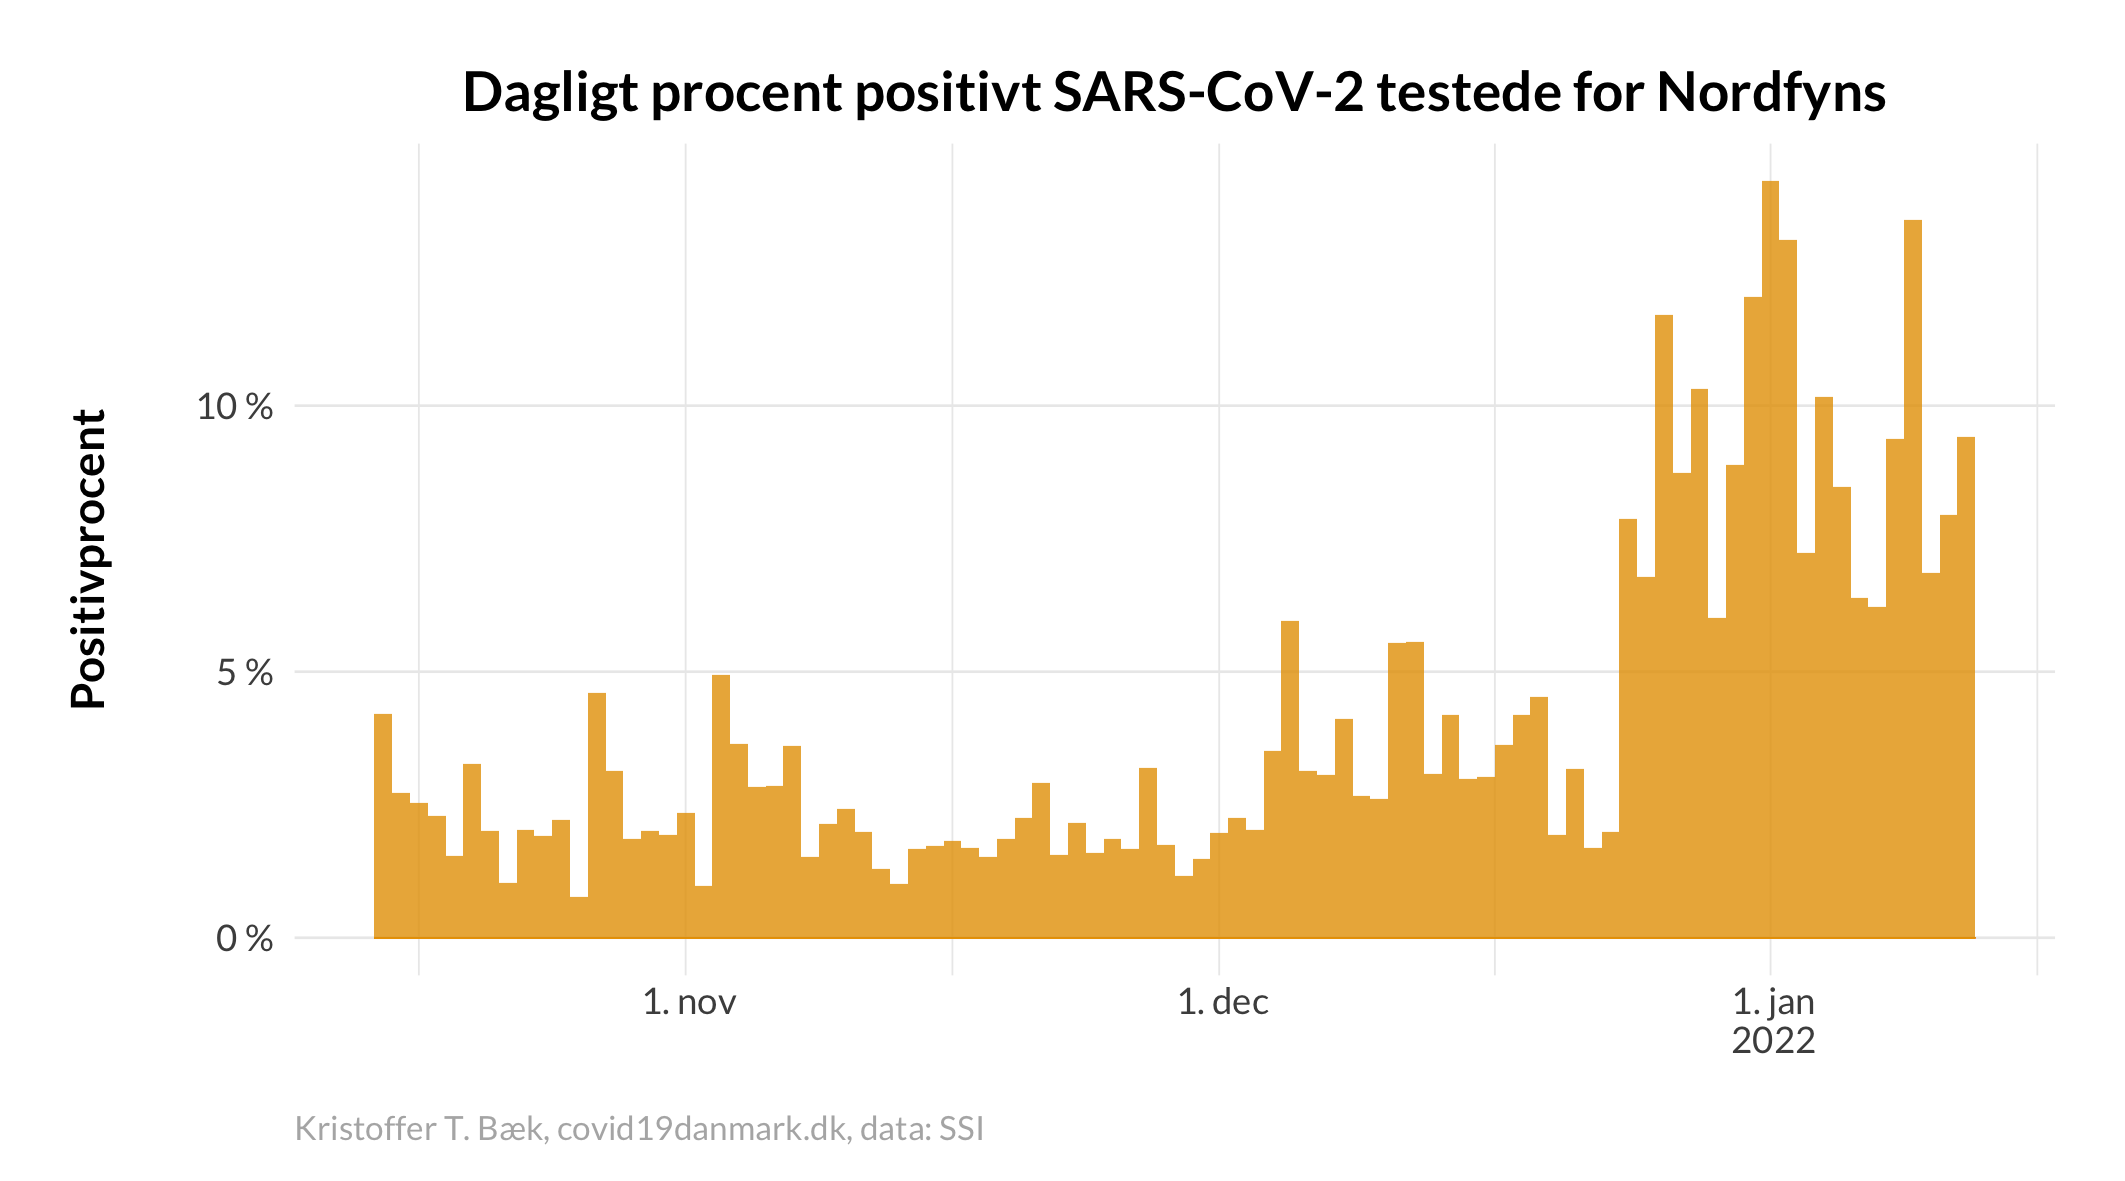 Dagligt procent positivt SARS-CoV-2 testede for Nordfyns
Positivprocent
10 %
5 %
0 %
1. nov
1. dec
1. jan
2022
Kristoffer T. Bæk, covid19danmark.dk, data: SSI